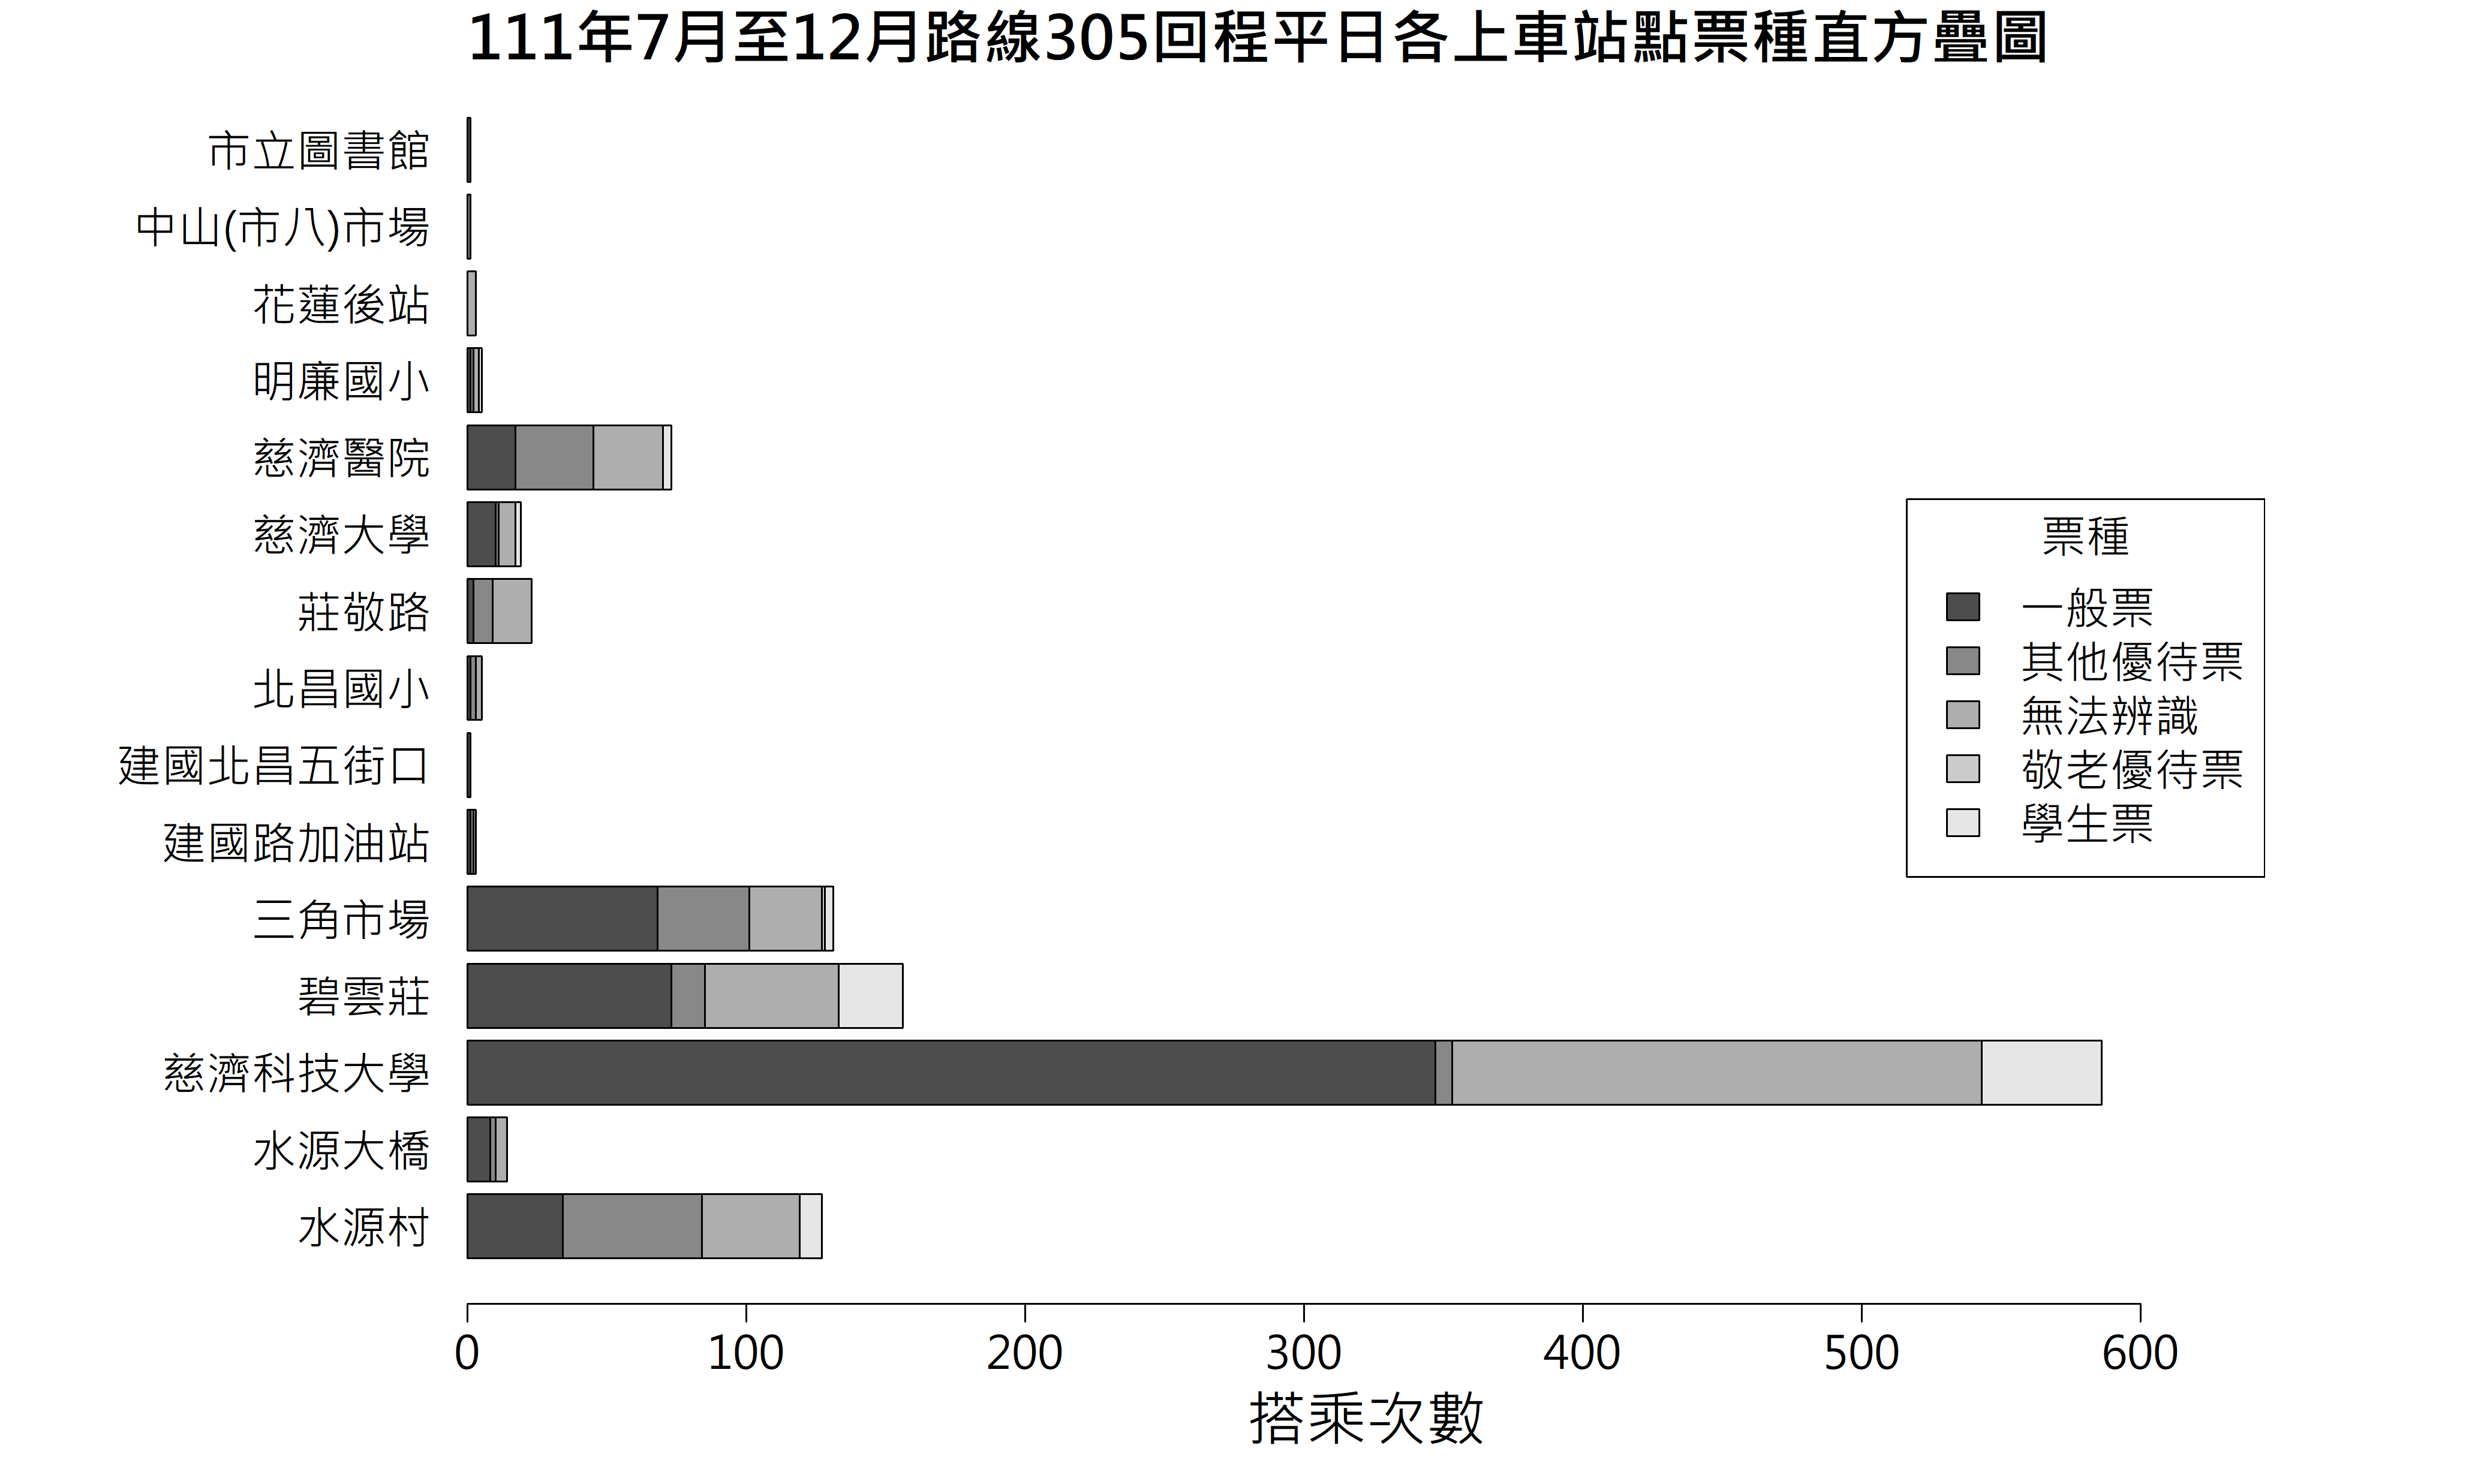 111年7月至12月路線305回程平日各上車站點票種直方疊圖
市立圖書館
中山(市八)市場
花蓮後站
明廉國小
慈濟醫院
慈濟大學
莊敬路
北昌國小
建國北昌五街口
建國路加油站
三角市場
碧雲莊
慈濟科技大學
水源大橋
水源村
票種
一般票
其他優待票
無法辨識
敬老優待票
學生票
0 100 200 300 400 500 600
搭乘次數